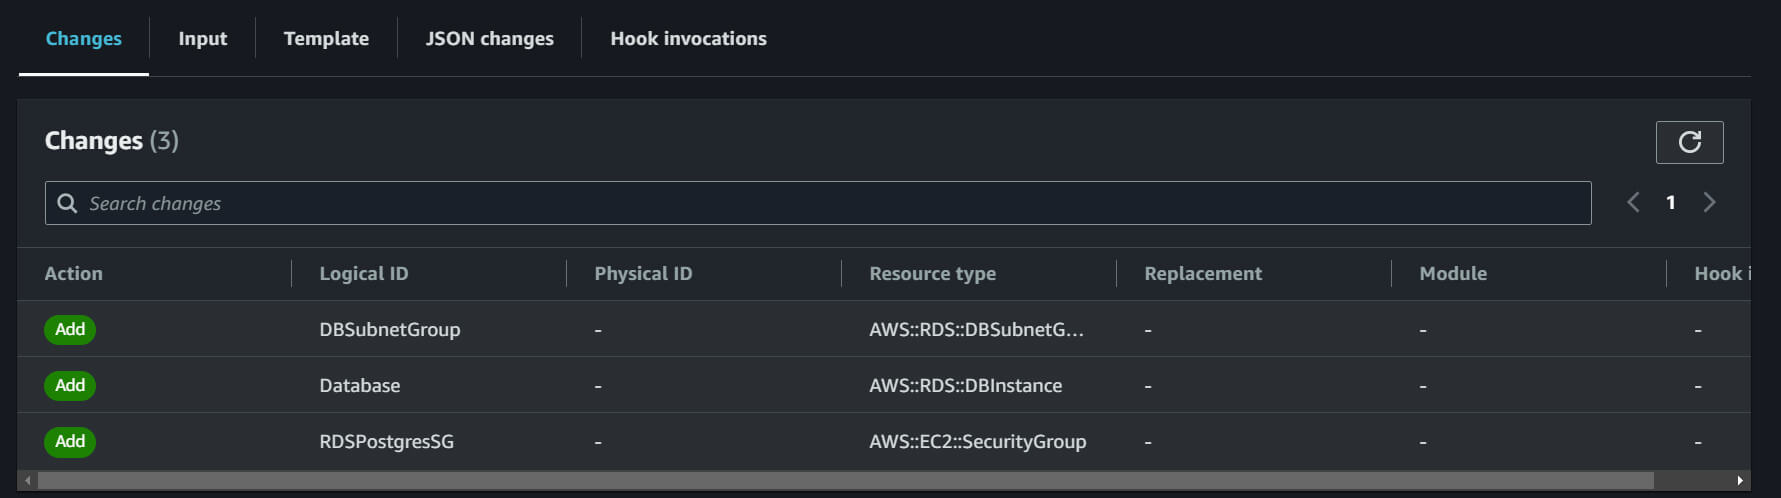 Changes Input Template JSON changes Hook invocations
Changes (3)
Search changes 1
Action Logical ID Physical ID Resource type Replacement Module Hook i
Add DBSubnetGroup - AWS::RDS::DBSubnetG... - - -
Add Database - AWS::RDS::DBInstance - - -
Add RDSPostgresSG - AWS::EC2::SecurityGroup - - -